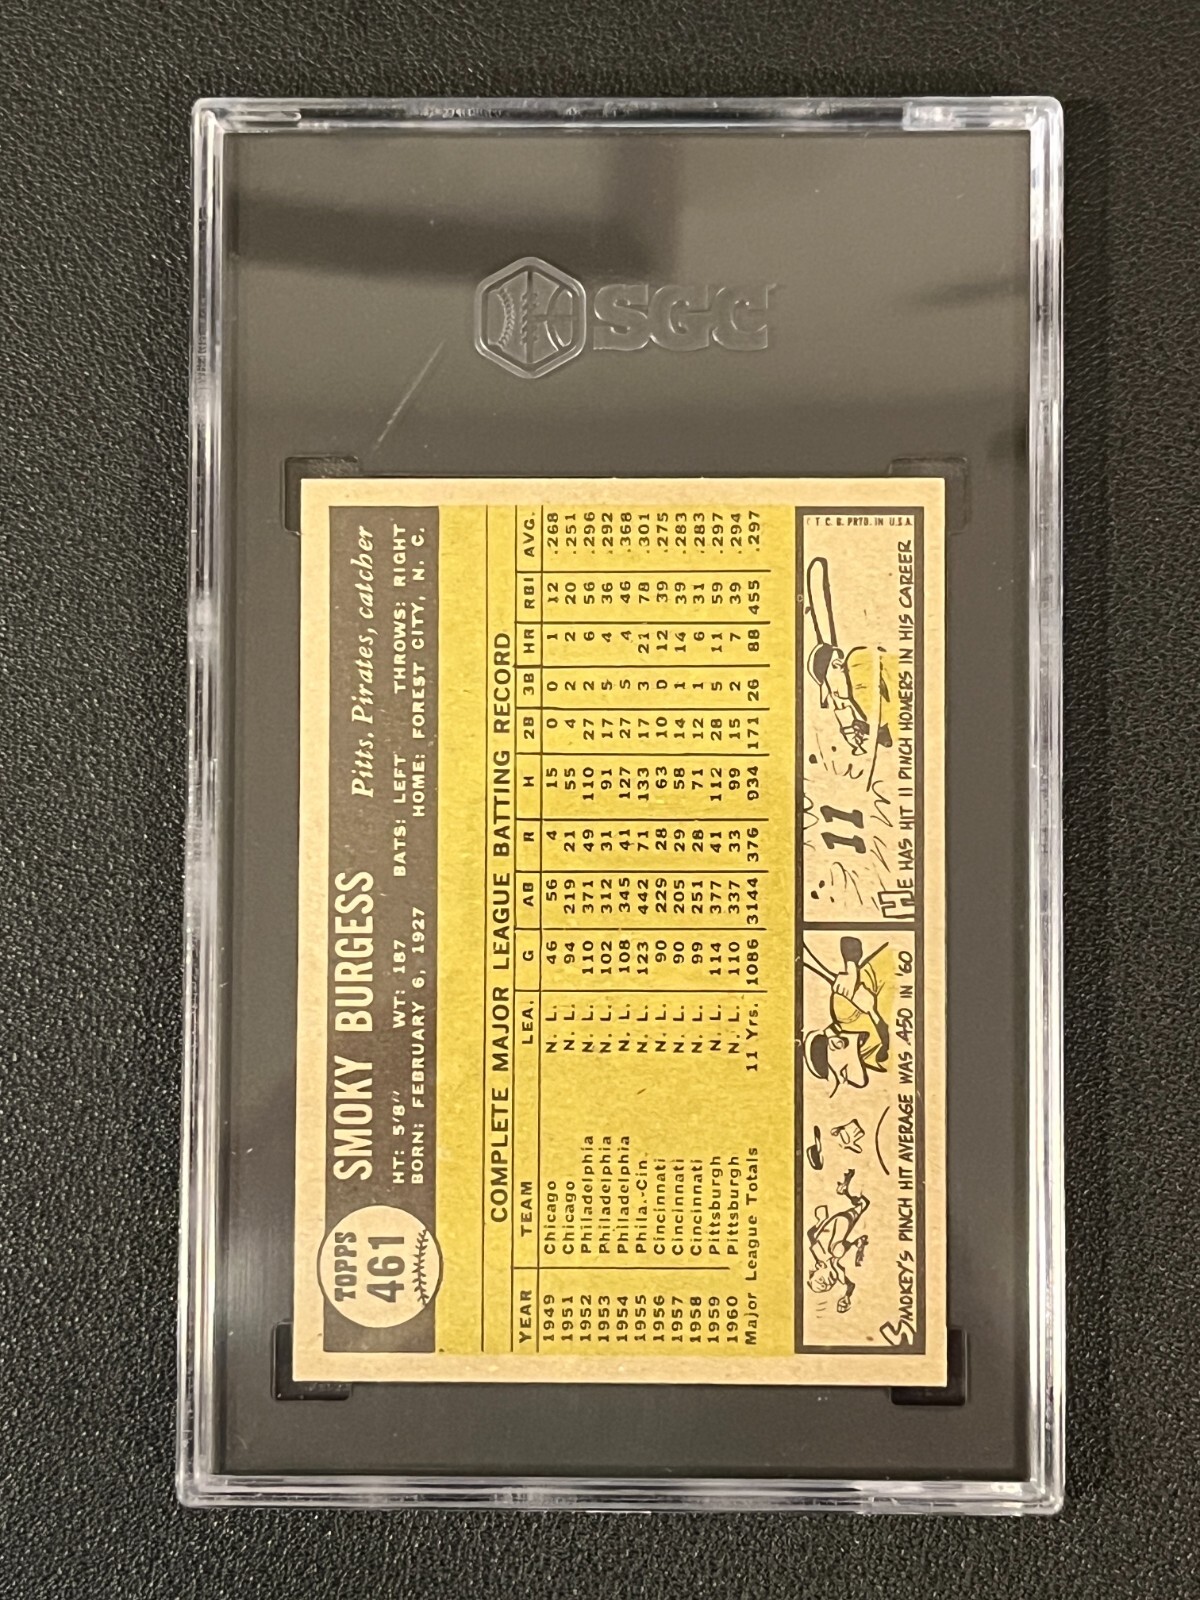 SGC
TOPPS
461
SMOKY BURGESS Pitts. Pirates, catcher
HT: 5'8" WT: 187 BATS: LEFT THROWS: RIGHT
BORN: FEBRUARY 6, 1927 HOME: FOREST CITY, N. C.
COMPLETE MAJOR LEAGUE BATTING RECORD
YEAR TEAM LEA. G AB R H 2B 3B HR RBI AVG.
1949 Chicago N. L. 46 56 4 15 0 0 1 12 .268
1951 Chicago N. L. 94 219 21 55 4 2 2 20 .251
1952 Philadelphia N. L. 110 371 49 110 27 2 6 56 .296
1953 Philadelphia N. L. 102 312 31 91 17 5 4 36 .292
1954 Philadelphia N. L. 108 345 41 127 27 5 4 46 .368
1955 Phila.-Cin. N. L. 123 442 71 133 17 3 21 78 .301
1956 Cincinnati N. L. 90 229 28 63 10 0 12 39 .275
1957 Cincinnati N. L. 90 205 29 58 14 1 14 39 .283
1958 Cincinnati N. L. 99 251 28 71 12 1 6 31 .283
1959 Pittsburgh N. L. 114 377 41 112 28 5 11 59 .297
1960 Pittsburgh N. L. 110 337 33 99 15 2 7 39 .294
Major League Totals 11 Yrs. 1086 3144 376 934 171 26 88 455 .297
SMOKEY'S PINCH HIT AVERAGE WAS .450 IN '60
11
HE HAS HIT 11 PINCH HOMERS IN HIS CAREER
© T. C. G. PRTD. IN U.S.A.